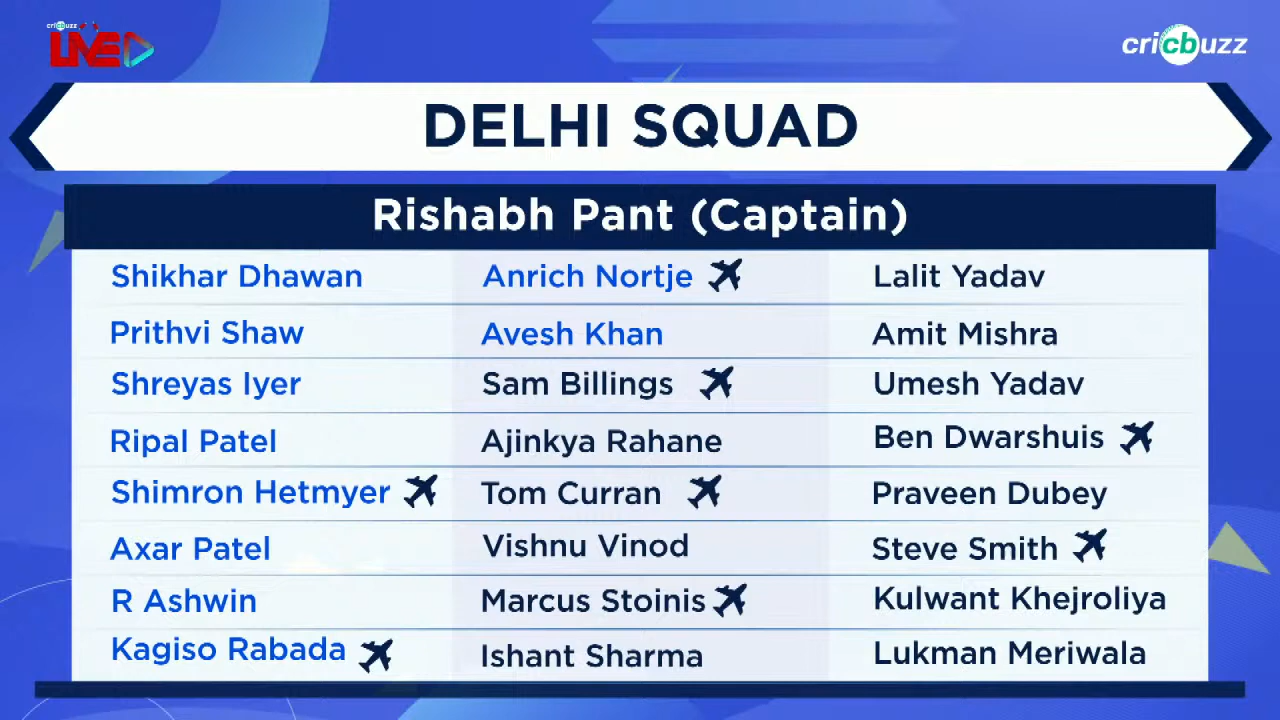 cricbuzz
LIVE
cricbuzz
DELHI SQUAD
Rishabh Pant (Captain)
Shikhar Dhawan
Prithvi Shaw
Shreyas Iyer
Ripal Patel
Shimron Hetmyer
Axar Patel
R Ashwin
Kagiso Rabada
Anrich Nortje
Avesh Khan
Sam Billings
Ajinkya Rahane
Tom Curran
Vishnu Vinod
Marcus Stoinis
Ishant Sharma
Lalit Yadav
Amit Mishra
Umesh Yadav
Ben Dwarshuis
Praveen Dubey
Steve Smith
Kulwant Khejroliya
Lukman Meriwala